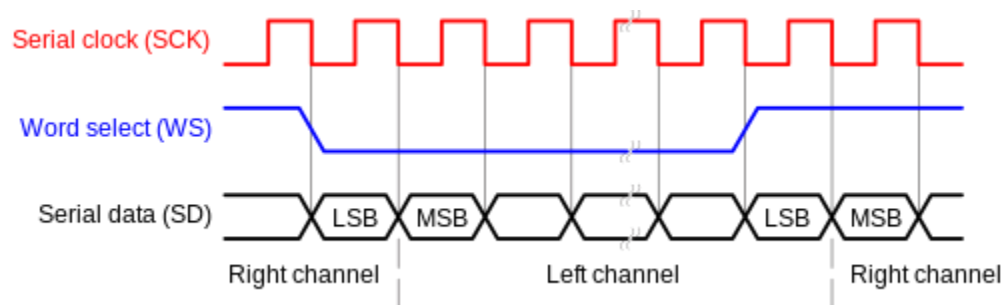 Serial clock (SCK)
Word select (WS)
Serial data (SD)
LSB
MSB
LSB
MSB
Right channel
Left channel
Right channel